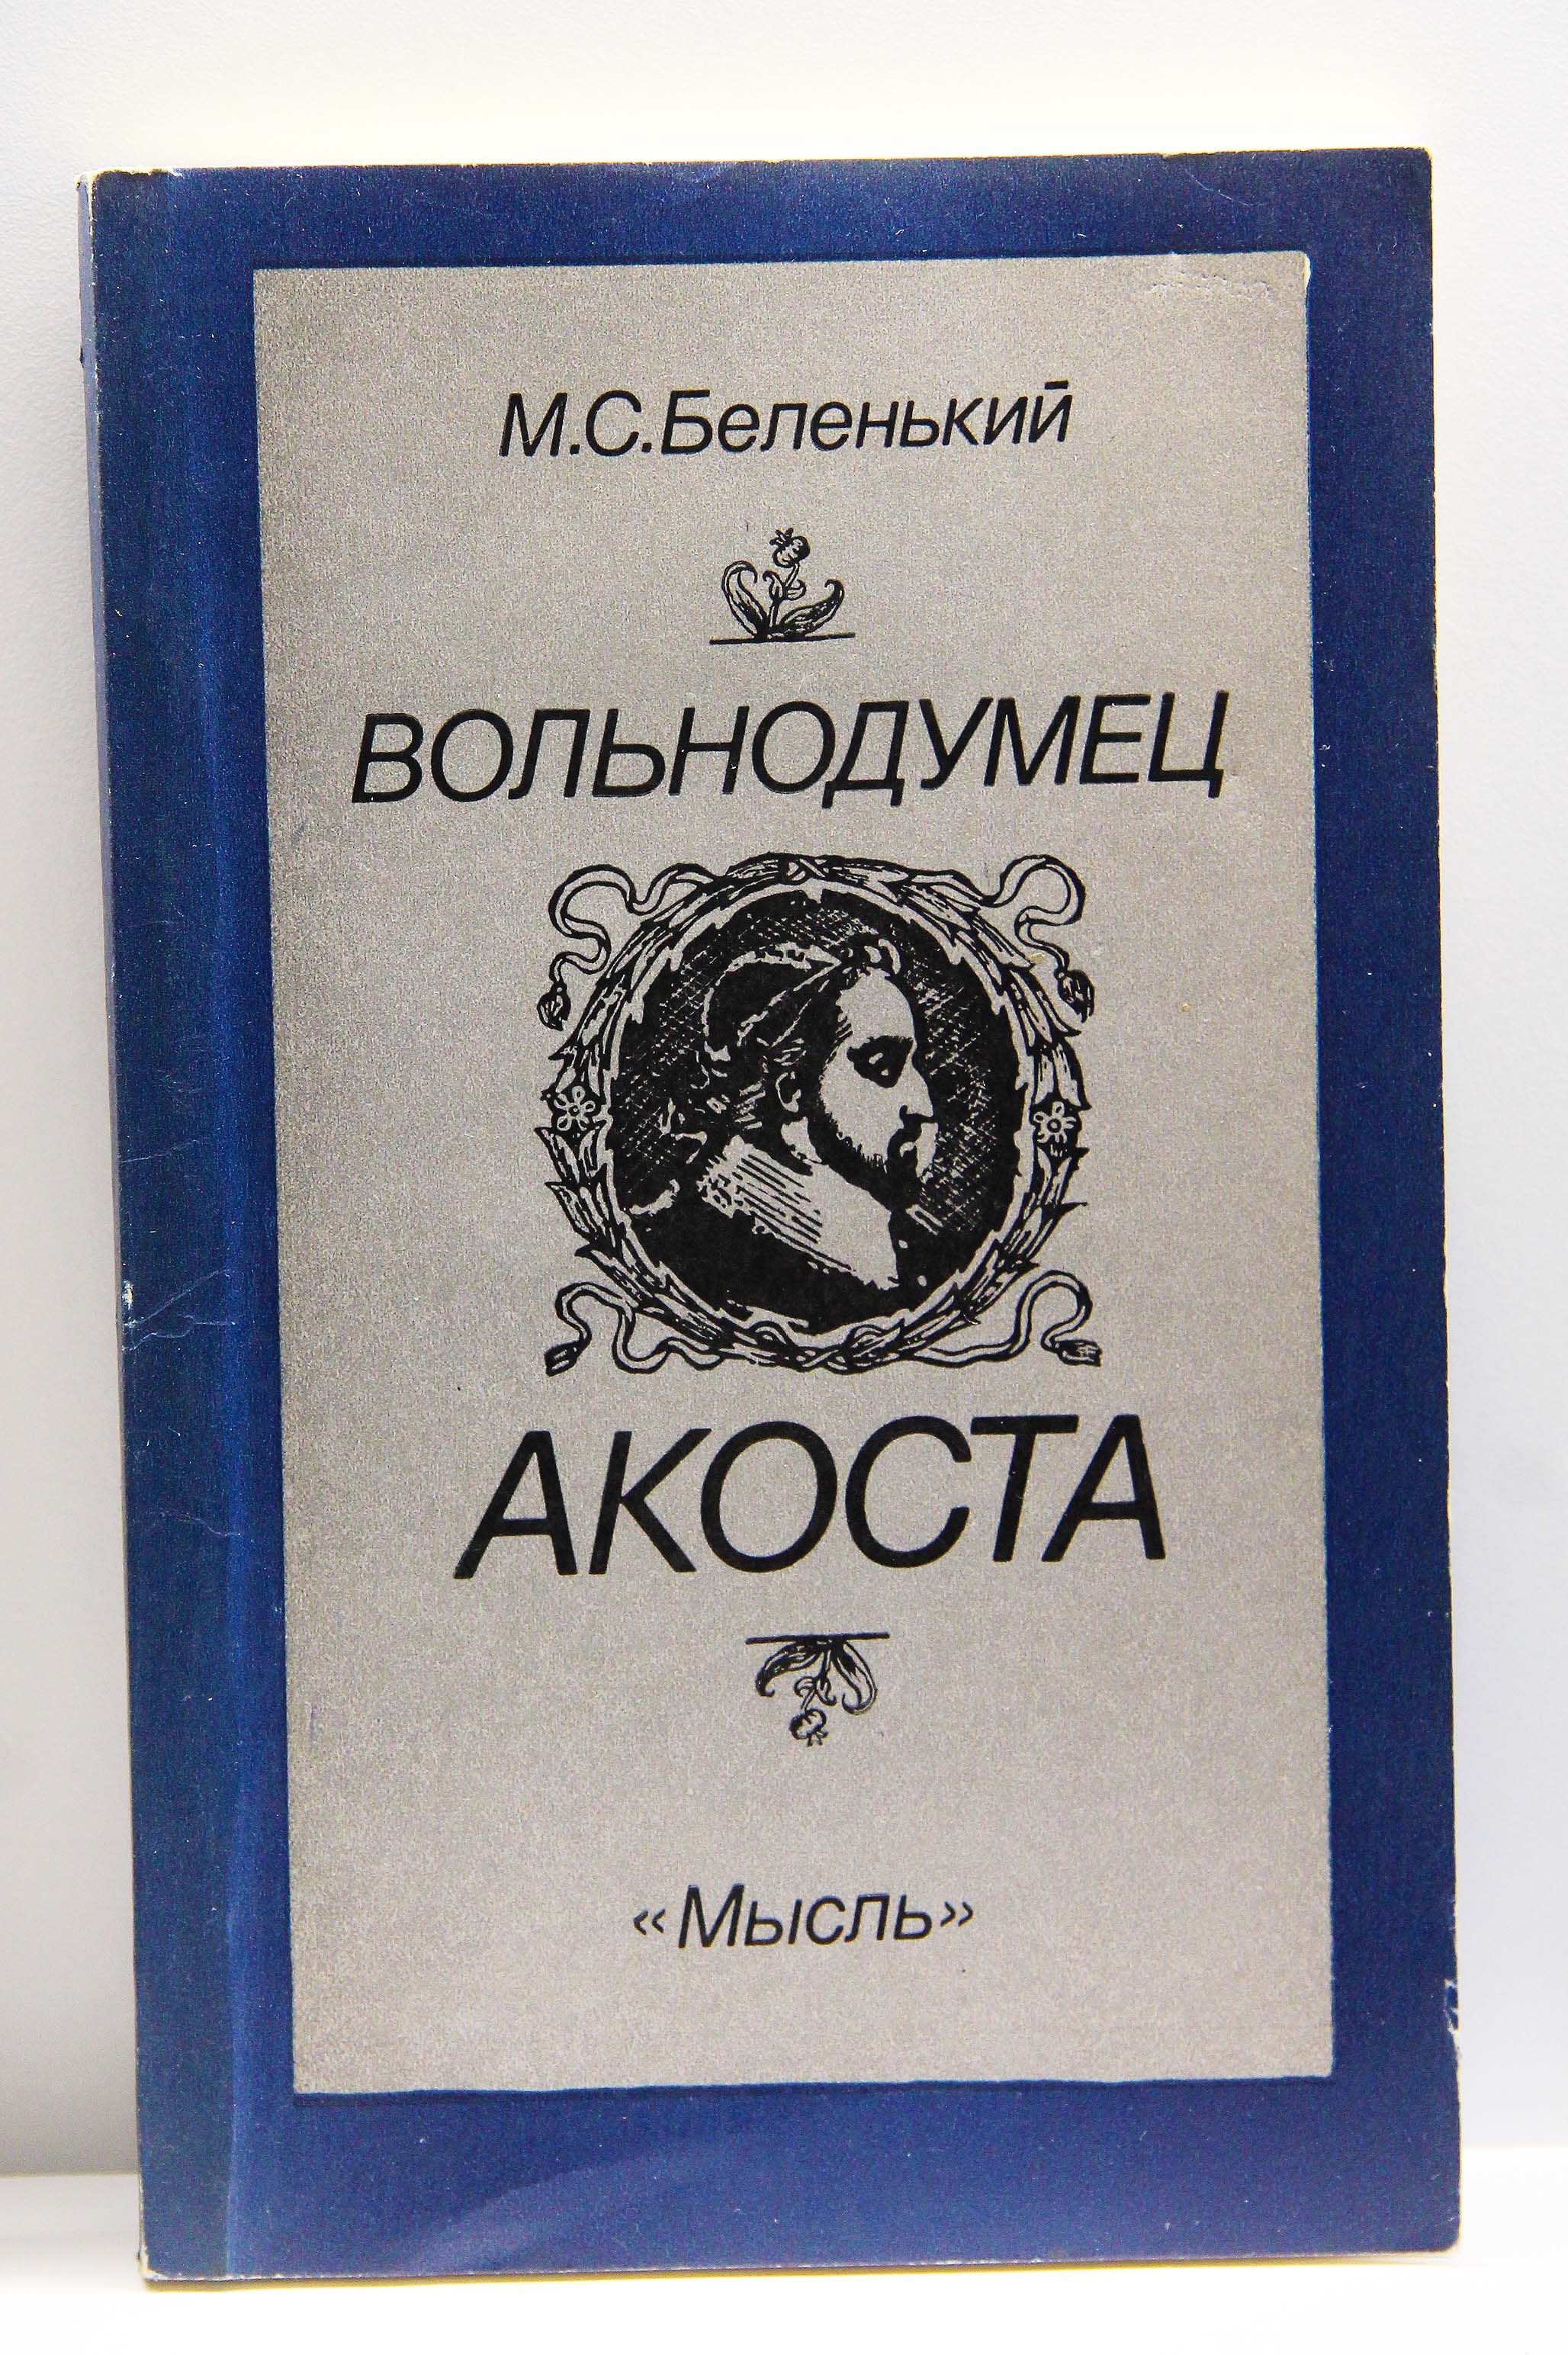 М.С.Беленький
ВОЛЬНОДУМЕЦ
АКОСТА
«Мысль»